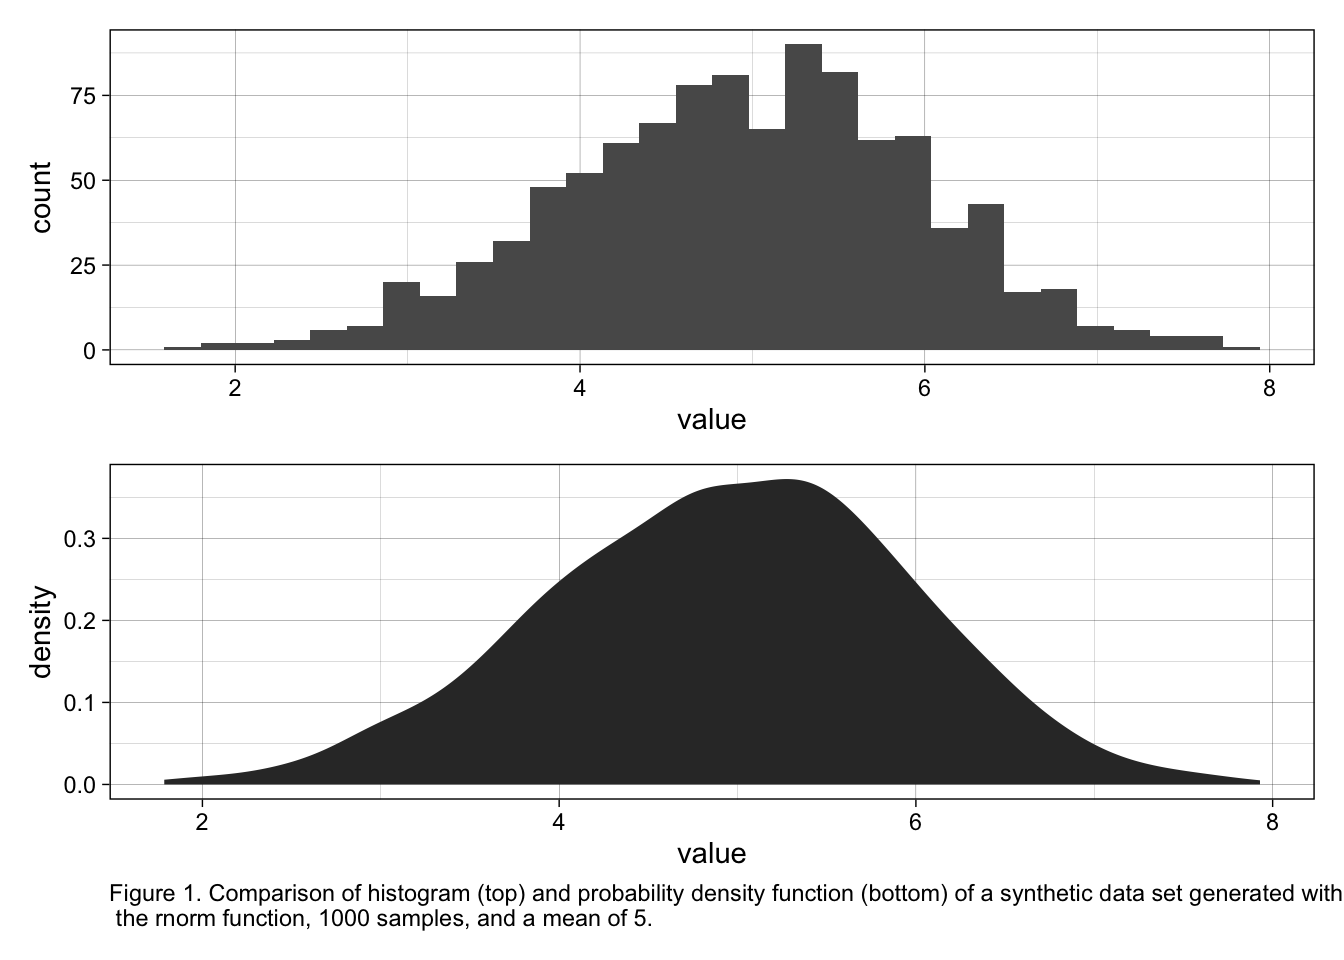 75
50
25
0
count
2 4 6 8
value
0.3
0.2
0.1
0.0
density
2 4 6 8
value
Figure 1. Comparison of histogram (top) and probability density function (bottom) of a synthetic data set generated with
the rnorm function, 1000 samples, and a mean of 5.